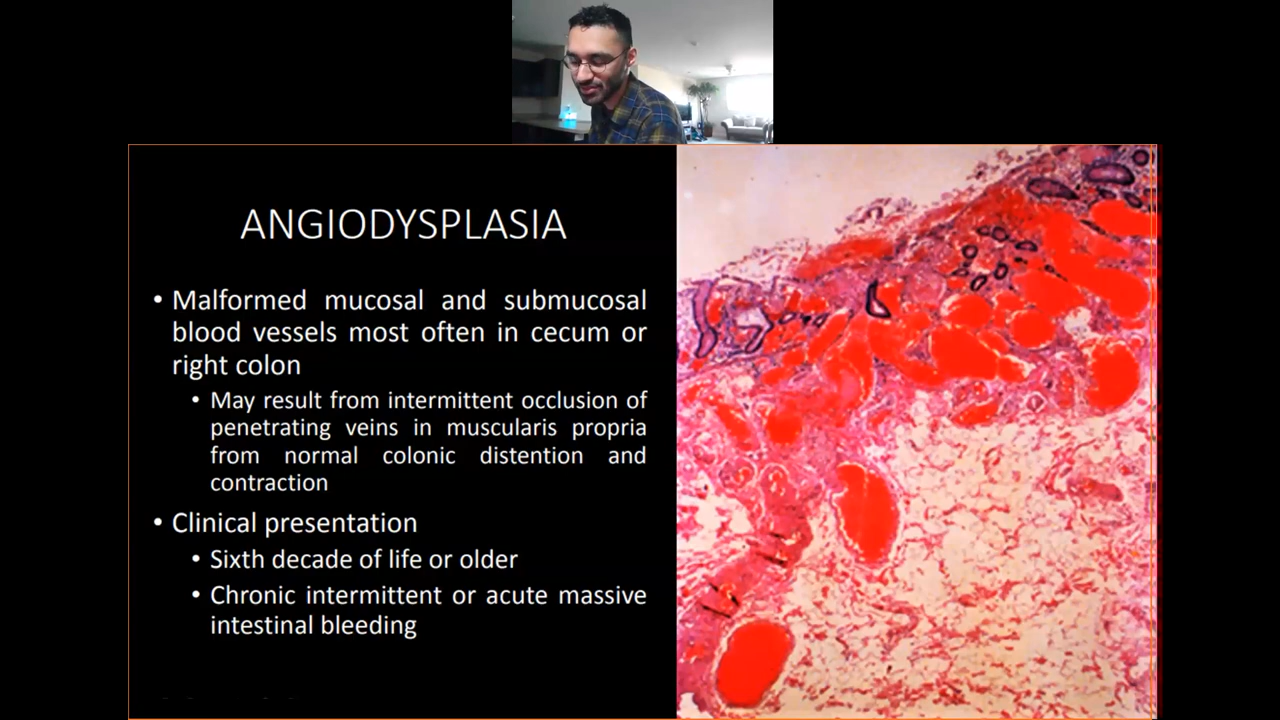 ANGIODYSPLASIA
• Malformed mucosal and submucosal
blood vessels most often in cecum or
right colon
• May result from intermittent occlusion of
penetrating veins in muscularis propria
from normal colonic distention and
contraction
• Clinical presentation
• Sixth decade of life or older
• Chronic intermittent or acute massive
intestinal bleeding